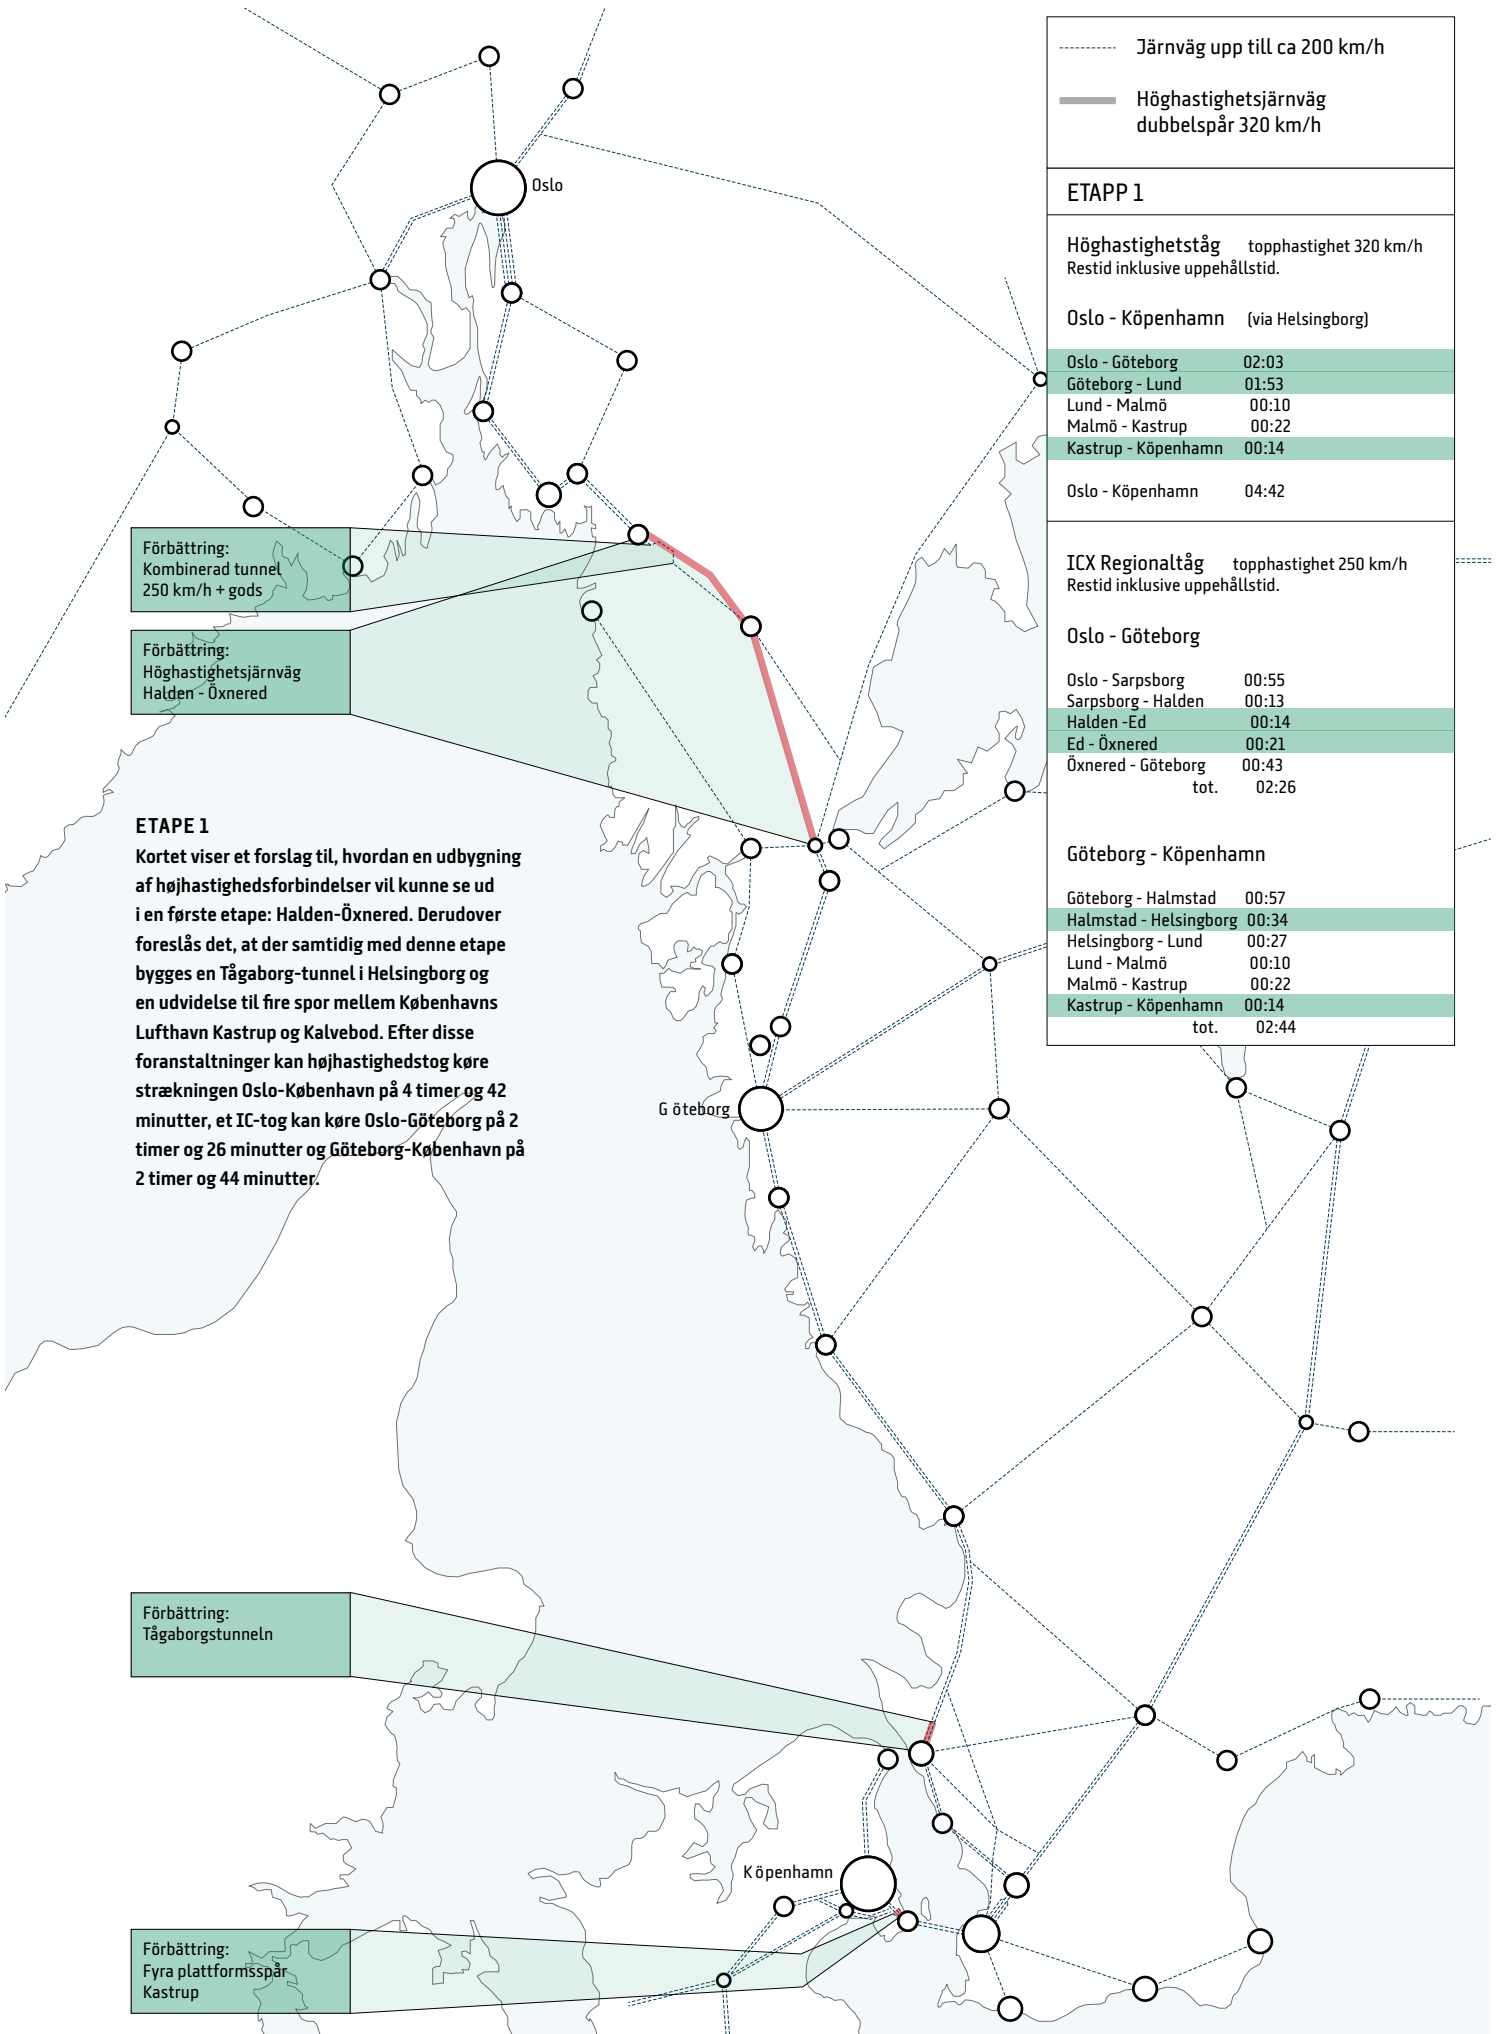 Järnväg upp till ca 200 km/h
Höghastighetsjärnväg
dubbelspår 320 km/h
ETAPP 1
Höghastighetståg topphastighet 320 km/h
Restid inklusive uppehållstid.
Oslo - Köpenhamn (via Helsingborg)
Oslo - Göteborg 02:03
Göteborg - Lund 01:53
Lund - Malmö 00:10
Malmö - Kastrup 00:22
Kastrup - Köpenhamn 00:14
Oslo - Köpenhamn 04:42
ICX Regionaltåg topphastighet 250 km/h
Restid inklusive uppehållstid.
Oslo - Göteborg
Oslo - Sarpsborg 00:55
Sarpsborg - Halden 00:13
Halden -Ed 00:14
Ed - Öxnered 00:21
Öxnered - Göteborg 00:43
tot. 02:26
Göteborg - Köpenhamn
Göteborg - Halmstad 00:57
Halmstad - Helsingborg 00:34
Helsingborg - Lund 00:27
Lund - Malmö 00:10
Malmö - Kastrup 00:22
Kastrup - Köpenhamn 00:14
tot. 02:44
Oslo
Förbättring:
Kombinerad tunnel
250 km/h + gods
Förbättring:
Höghastighetsjärnväg
Halden - Öxnered
ETAPE 1
Kortet viser et forslag til, hvordan en udbygning
af højhastighedsforbindelser vil kunne se ud
i en første etape: Halden-Öxnered. Derudover
foreslås det, at der samtidig med denne etape
bygges en Tågaborg-tunnel i Helsingborg og
en udvidelse til fire spor mellem Københavns
Lufthavn Kastrup og Kalvebod. Efter disse
foranstaltninger kan højhastighedstog køre
strækningen Oslo-København på 4 timer og 42
minutter, et IC-tog kan køre Oslo-Göteborg på 2
timer og 26 minutter og Göteborg-København på
2 timer og 44 minutter.
G öteborg
Förbättring:
Tågaborgstunneln
K öpenhamn
Förbättring:
Fyra plattformsspår
Kastrup